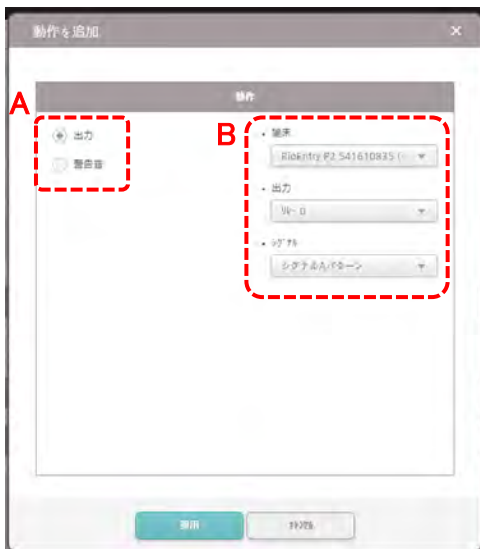 動作を追加
×
動作
A
出力
警告音
B
・ 端末
BioEntry P2 541610835 (
・ 出力
リレー 0
・ シグナル
シグナルAパターン
適用
ｷｬﾝｾﾙ